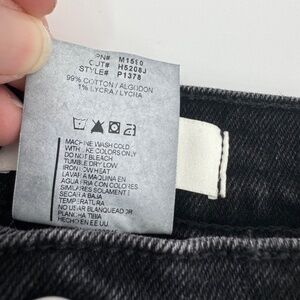 RN# M1510
CUT# H5208J
STYLE# P1378
99% COTTON / ALGODON
1% LYCRA / LYCRA
MACHINE WASH COLD
WITH LIKE COLORS ONLY
DO NOT BLEACH
TUMBLE DRY LOW
IRON LOW HEAT
LAVAR A MAQUINA EN
AGUA FRIA CON COLORES
SIMILARES SOLAMENTE
SECAR A BAJA
TEMPERATURA
NO USAR BLANQUEADOR
PLANCHA TIBIA
HECHO EN EE UU